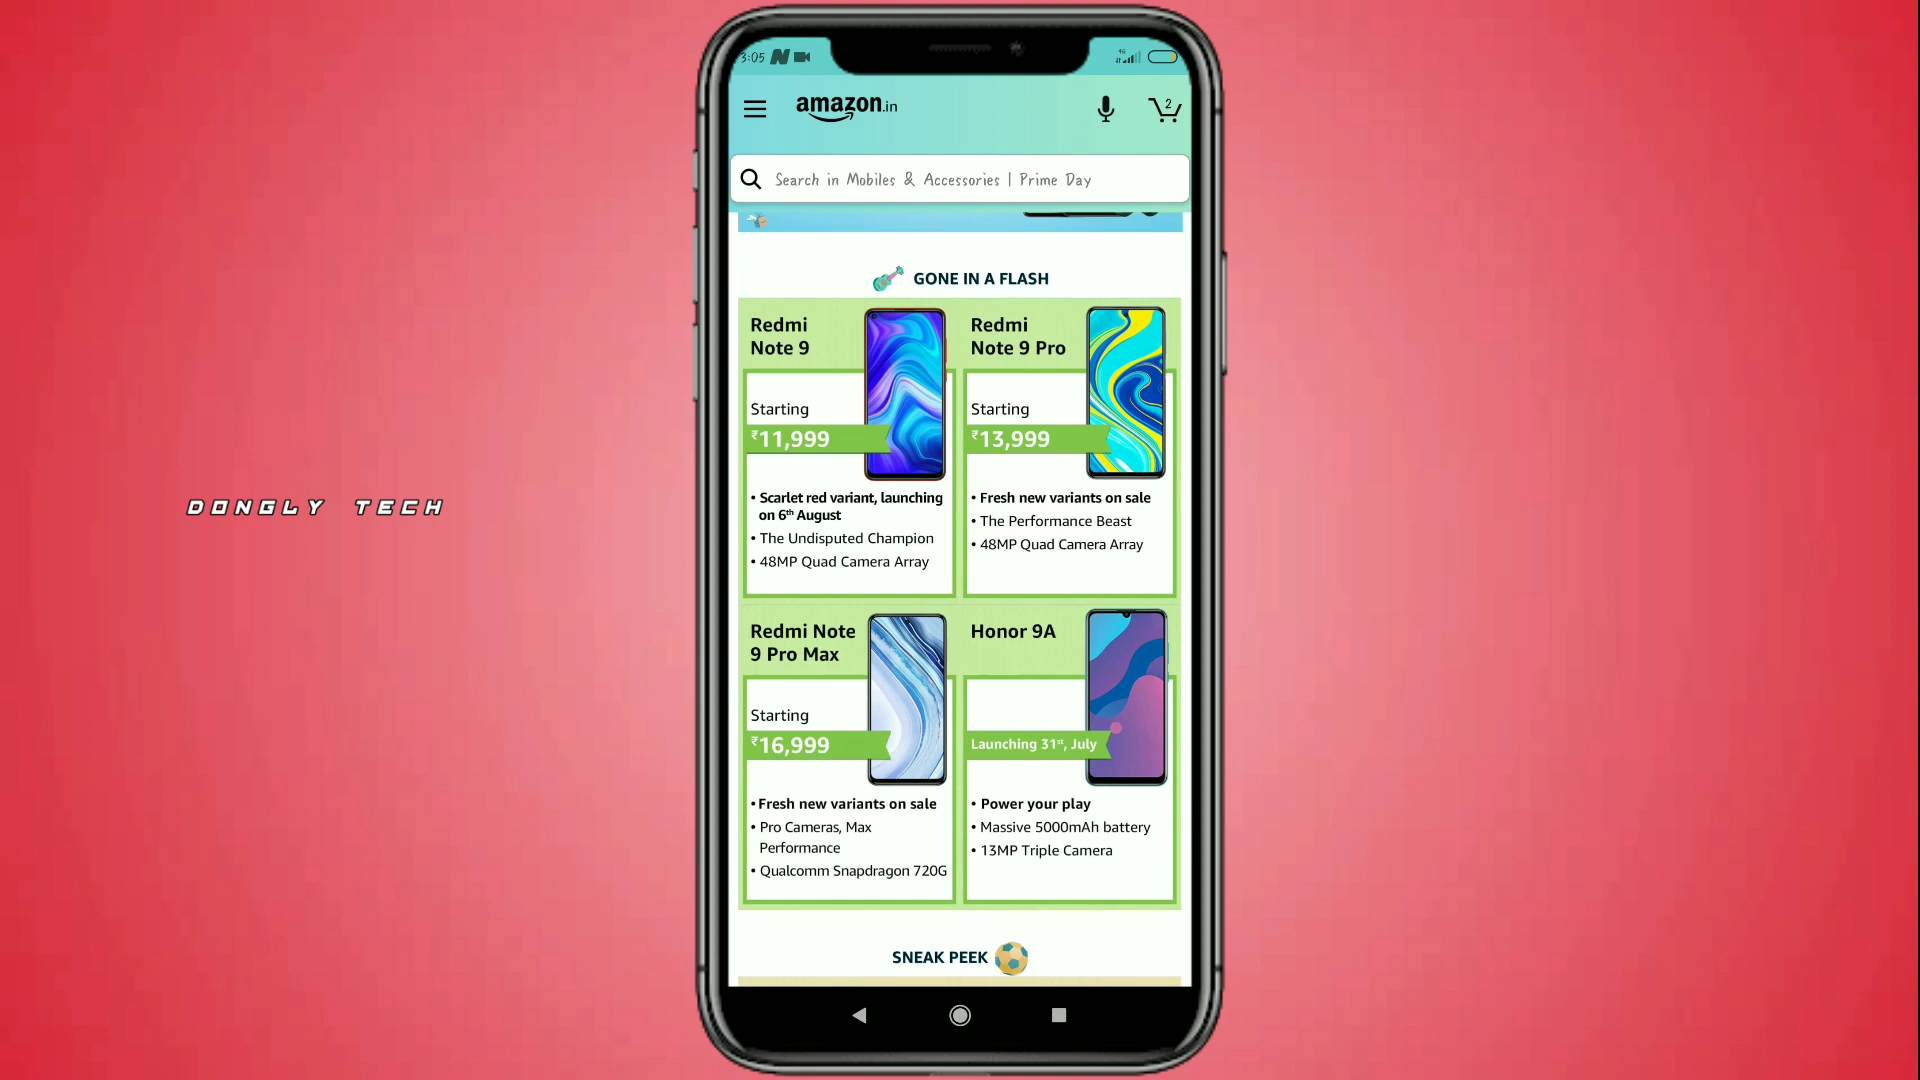 3:05
4G
amazon.in
2
Search in Mobiles & Accessories | Prime Day
GONE IN A FLASH
Redmi
Note 9
Starting
₹11,999
• Scarlet red variant, launching
on 6th August
• The Undisputed Champion
• 48MP Quad Camera Array
Redmi
Note 9 Pro
Starting
₹13,999
• Fresh new variants on sale
• The Performance Beast
• 48MP Quad Camera Array
Redmi Note
9 Pro Max
Starting
₹16,999
• Fresh new variants on sale
• Pro Cameras, Max
Performance
• Qualcomm Snapdragon 720G
Honor 9A
Launching 31st, July
• Power your play
• Massive 5000mAh battery
• 13MP Triple Camera
SNEAK PEEK
DONGLY TECH